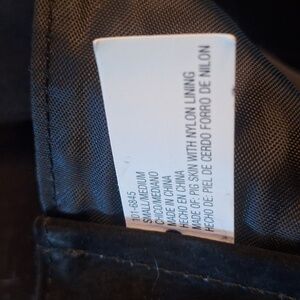 101-6845
SMALL/MEDIUM
CHICO/MEDIANO
MADE IN CHINA
HECHO EN CHINA
MADE OF: PIG SKIN WITH NYLON LINING
HECHO DE: PIEL DE CERDO FORRO DE NILON